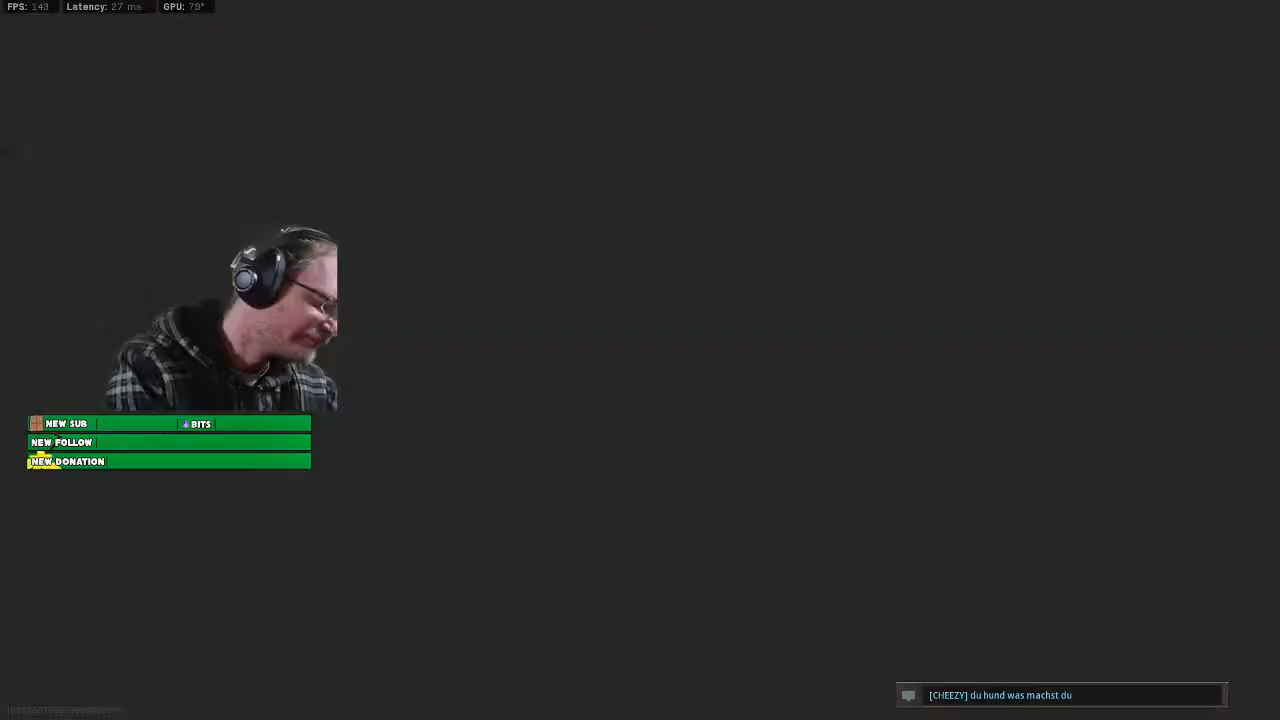 FPS: 143 Latency: 27 ms GPU: 79°
NEW SUB BITS
NEW FOLLOW
NEW DONATION
[CHEEZY] du hund was machst du